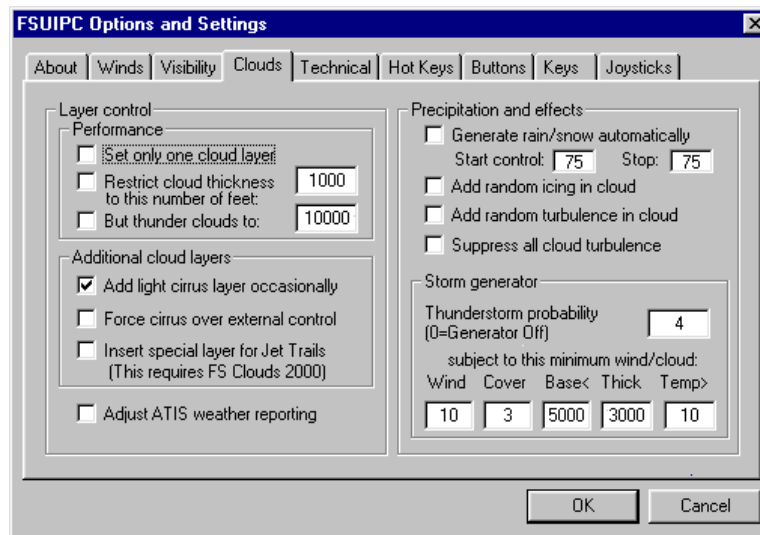 FSUIPC Options and Settings
About Winds Visibility Clouds Technical Hot Keys Buttons Keys Joysticks
Layer control
Performance
Set only one cloud layer
Restrict cloud thickness 1000
to this number of feet:
But thunder clouds to: 10000
Additional cloud layers
Add light cirrus layer occasionally
Force cirrus over external control
Insert special layer for Jet Trails
(This requires FS Clouds 2000)
Adjust ATIS weather reporting
Precipitation and effects
Generate rain/snow automatically
Start control: 75 Stop: 75
Add random icing in cloud
Add random turbulence in cloud
Suppress all cloud turbulence
Storm generator
Thunderstorm probability 4
(0=Generator Off)
subject to this minimum wind/cloud:
Wind Cover Base< Thick Temp>
10 3 5000 3000 10
OK Cancel